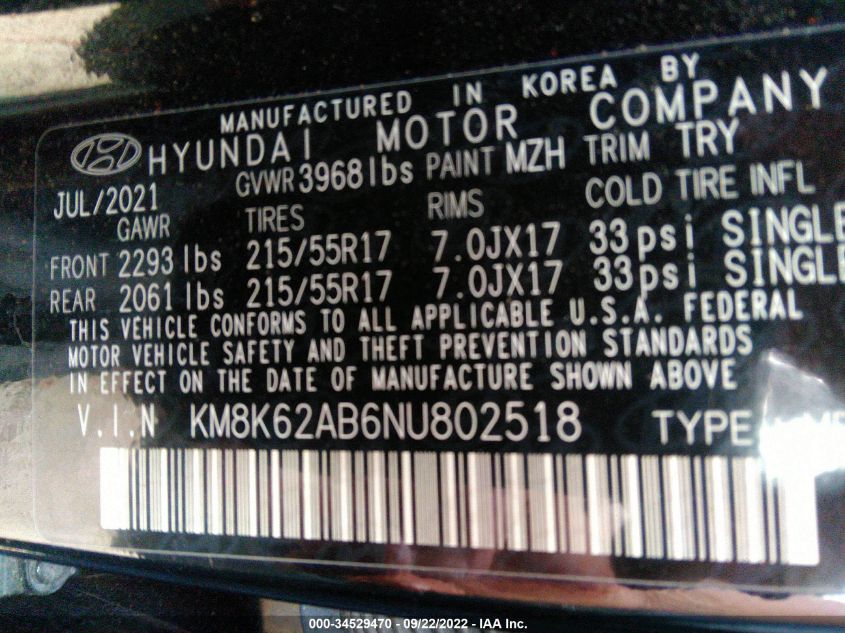 MANUFACTURED IN KOREA BY
HYUNDAI MOTOR COMPANY
JUL/2021 GVWR 3968 lbs PAINT MZH TRIM TRY
GAWR TIRES RIMS COLD TIRE INFL
FRONT 2293 lbs 215/55R17 7.0JX17 33psi SINGLE
REAR 2061 lbs 215/55R17 7.0JX17 33psi SINGLE
THIS VEHICLE CONFORMS TO ALL APPLICABLE U.S.A. FEDERAL
MOTOR VEHICLE SAFETY AND THEFT PREVENTION STANDARDS
IN EFFECT ON THE DATE OF MANUFACTURE SHOWN ABOVE
V.I.N KM8K62AB6NU802518 TYPE
000-34529470 - 09/22/2022 - IAA Inc.